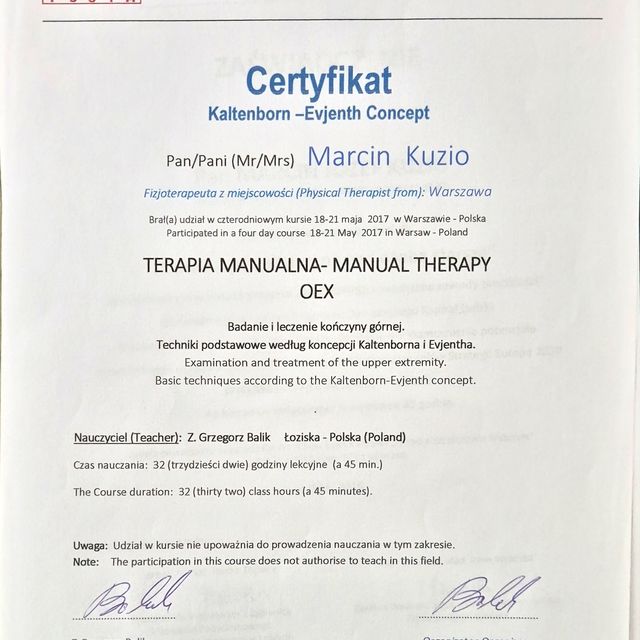 Certyfikat
Kaltenborn –Evjenth Concept
Pan/Pani (Mr/Mrs) Marcin Kuzio
Fizjoterapeuta z miejscowości (Physical Therapist from): Warszawa
Brał(a) udział w czterodniowym kursie 18-21 maja 2017 w Warszawie - Polska
Participated in a four day course 18-21 May 2017 in Warsaw - Poland
TERAPIA MANUALNA- MANUAL THERAPY
OEX
Badanie i leczenie kończyny górnej.
Techniki podstawowe według koncepcji Kaltenborna i Evjentha.
Examination and treatment of the upper extremity.
Basic techniques according to the Kaltenborn-Evjenth concept.
.
Nauczyciel (Teacher): Z. Grzegorz Balik Łoziska - Polska (Poland)
Czas nauczania: 32 (trzydzieści dwie) godziny lekcyjne (a 45 min.)
The Course duration: 32 (thirty two) class hours (a 45 minutes).
Uwaga: Udział w kursie nie upoważnia do prowadzenia nauczania w tym zakresie.
Note: The participation in this course does not authorise to teach in this field.